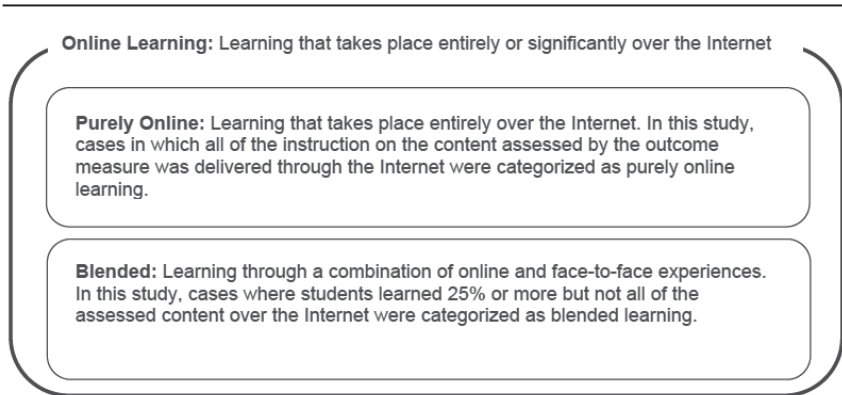 Online Learning: Learning that takes place entirely or significantly over the Internet
Purely Online: Learning that takes place entirely over the Internet. In this study,
cases in which all of the instruction on the content assessed by the outcome
measure was delivered through the Internet were categorized as purely online
learning.
Blended: Learning through a combination of online and face-to-face experiences.
In this study, cases where students learned 25% or more but not all of the
assessed content over the Internet were categorized as blended learning.